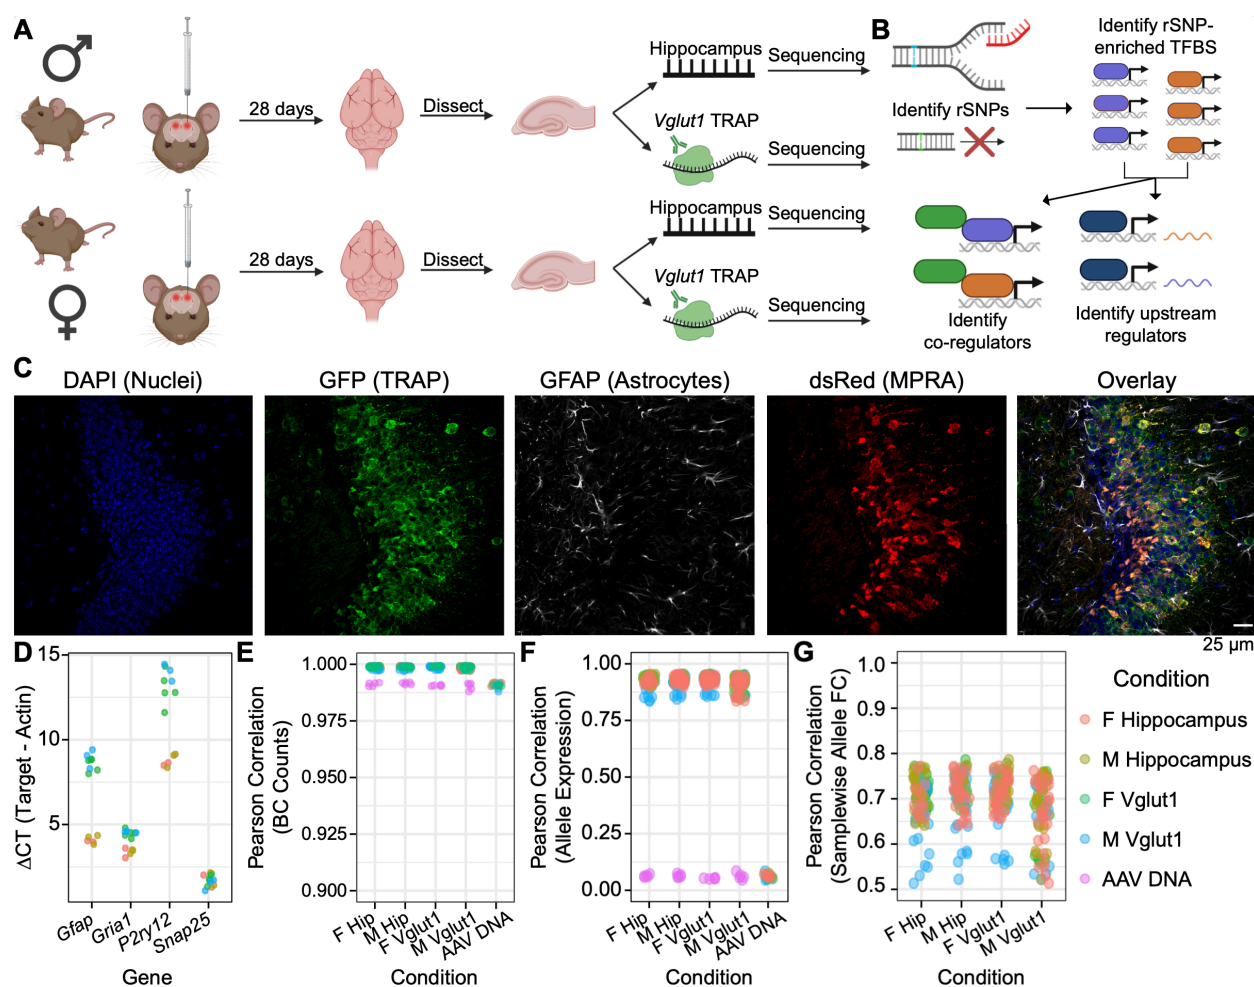 A
28 days
Dissect
Hippocampus
Sequencing
Vglut1 TRAP
Sequencing
28 days
Dissect
Hippocampus
Sequencing
Vglut1 TRAP
Sequencing
B
Identify rSNPs
Identify rSNP-
enriched TFBS
Identify
co-regulators
Identify upstream
regulators
C
DAPI (Nuclei)
GFP (TRAP)
GFAP (Astrocytes)
dsRed (MPRA)
Overlay
25 µm
D
ΔCT (Target - Actin)
15
10
5
Gfap
Gria1
P2ry12
Snap25
Gene
E
Pearson Correlation
(BC Counts)
1.000
0.975
0.950
0.925
0.900
F Hip
M Hip
F Vglut1
M Vglut1
AAV DNA
Condition
F
Pearson Correlation
(Allele Expression)
1.00
0.75
0.50
0.25
0.00
F Hip
M Hip
F Vglut1
M Vglut1
AAV DNA
Condition
G
Pearson Correlation
(Samplewise Allele FC)
1.0
0.9
0.8
0.7
0.6
0.5
F Hip
M Hip
F Vglut1
M Vglut1
Condition
Condition
F Hippocampus
M Hippocampus
F Vglut1
M Vglut1
AAV DNA